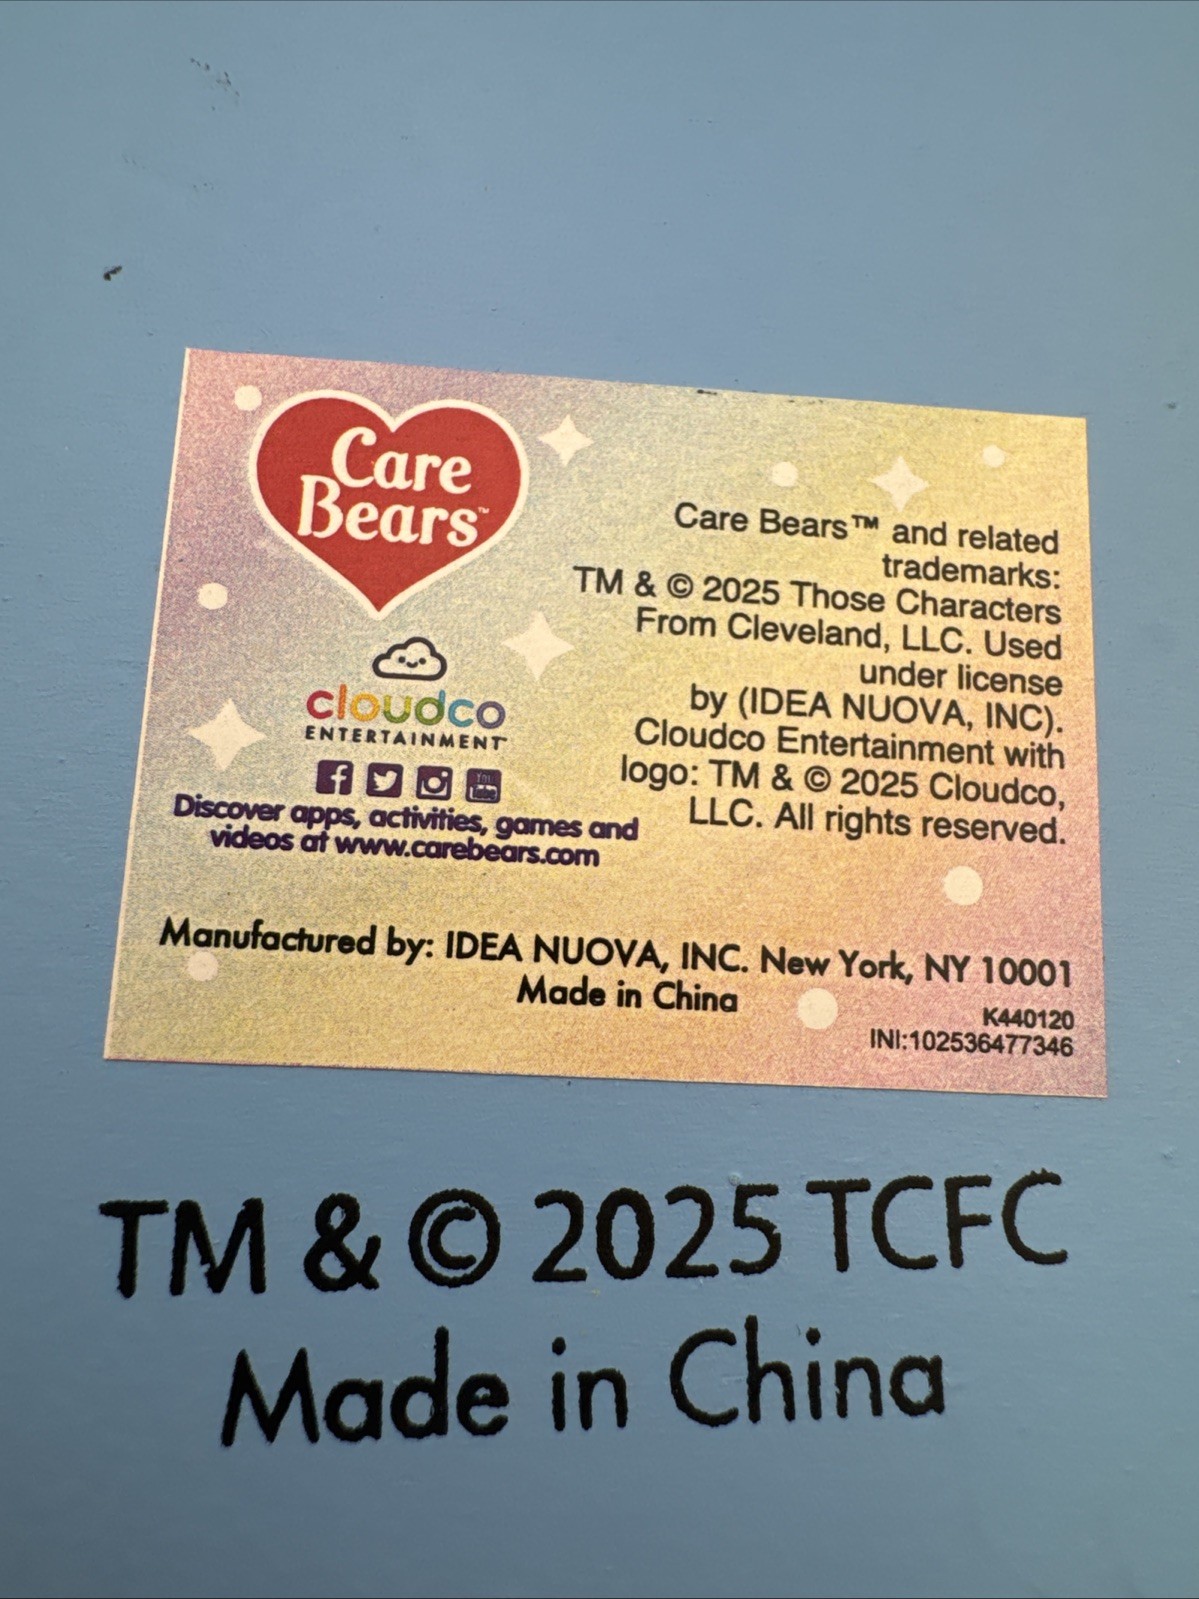 Care
Bears™
cloudco
ENTERTAINMENT™
You
Tube
Discover apps, activities, games and
videos at www.carebears.com
Care Bears™ and related
trademarks:
TM & © 2025 Those Characters
From Cleveland, LLC. Used
under license
by (IDEA NUOVA, INC).
Cloudco Entertainment with
logo: TM & © 2025 Cloudco,
LLC. All rights reserved.
Manufactured by: IDEA NUOVA, INC. New York, NY 10001
Made in China
K440120
INI:102536477346
TM & © 2025 TCFC
Made in China